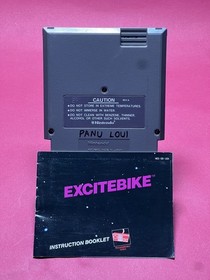 CAUTION
●DO NOT STORE IN EXTREME TEMPERATURES.
●DO NOT IMMERSE IN WATER.
●DO NOT CLEAN WITH BENZENE, THINNER,
ALCOHOL OR OTHER SUCH SOLVENTS.
PANU LOUI
EXCITEBIKE™
INSTRUCTION BOOKLET